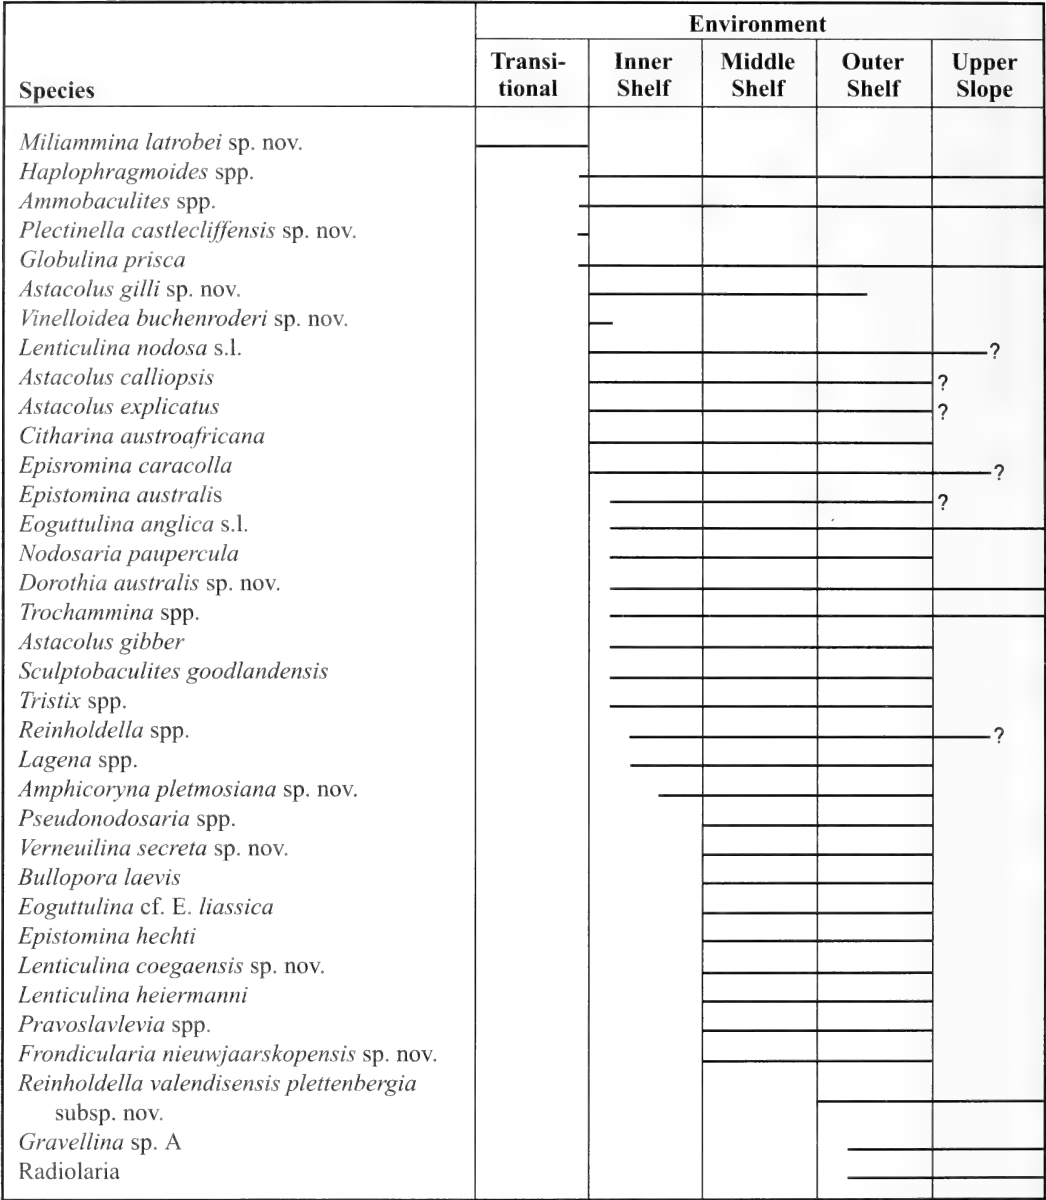 Environment
Species
Transi-
tional
Inner
Shelf
Middle
Shelf
Outer
Shelf
Upper
Slope
Miliammina latrobei sp. nov.
Haplophragmoides spp.
Ammobaculites spp.
Plectinella castlecliffensis sp. nov.
Globulina prisca
Astacolus gilli sp. nov.
Vinelloidea buchenroderi sp. nov.
Lenticulina nodosa s.l. ?
Astacolus calliopsis ?
Astacolus explicatus ?
Citharina austroafricana
Episromina caracolla ?
Epistomina australis ?
Eoguttulina anglica s.l.
Nodosaria paupercula
Dorothia australis sp. nov.
Trochammina spp.
Astacolus gibber
Sculptobaculites goodlandensis
Tristix spp.
Reinholdella spp. ?
Lagena spp.
Amphicoryna pletmosiana sp. nov.
Pseudonodosaria spp.
Verneuilina secreta sp. nov.
Bullopora laevis
Eoguttulina cf. E. liassica
Epistomina hechti
Lenticulina coegaensis sp. nov.
Lenticulina heiermanni
Pravoslavlevia spp.
Frondicularia nieuwjaarskopensis sp. nov.
Reinholdella valendisensis plettenbergia
subsp. nov.
Gravellina sp. A
Radiolaria